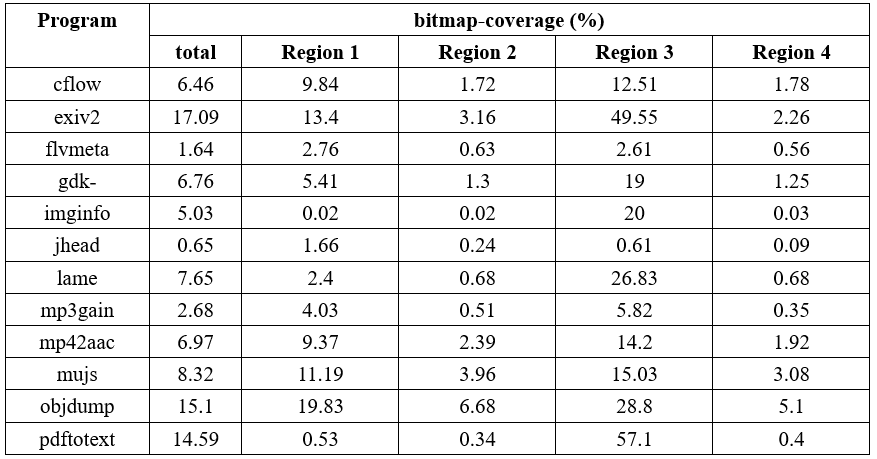 Program bitmap-coverage (%)
total Region 1 Region 2 Region 3 Region 4
cflow 6.46 9.84 1.72 12.51 1.78
exiv2 17.09 13.4 3.16 49.55 2.26
flvmeta 1.64 2.76 0.63 2.61 0.56
gdk- 6.76 5.41 1.3 19 1.25
imginfo 5.03 0.02 0.02 20 0.03
jhead 0.65 1.66 0.24 0.61 0.09
lame 7.65 2.4 0.68 26.83 0.68
mp3gain 2.68 4.03 0.51 5.82 0.35
mp42aac 6.97 9.37 2.39 14.2 1.92
mujs 8.32 11.19 3.96 15.03 3.08
objdump 15.1 19.83 6.68 28.8 5.1
pdftotext 14.59 0.53 0.34 57.1 0.4